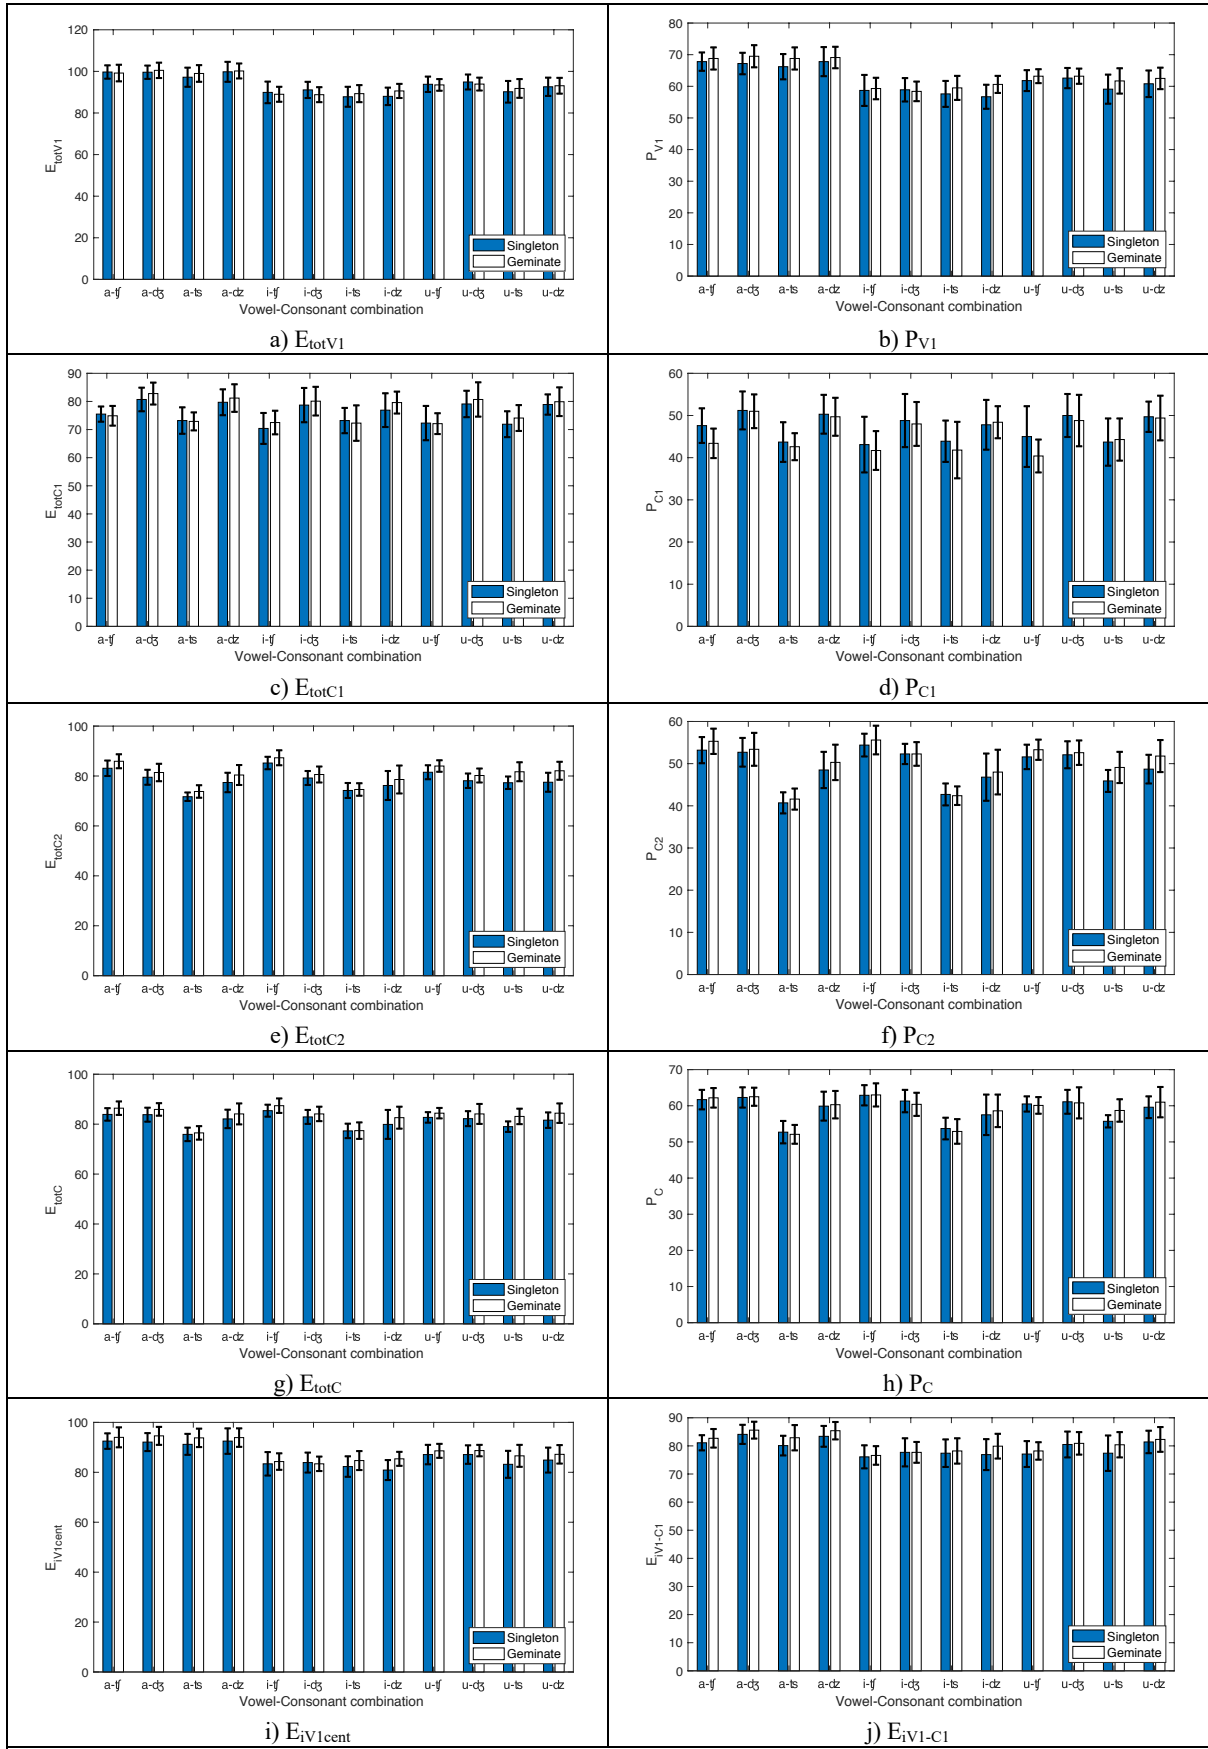 120
100
80
60
40
20
0
E_totV1
Singleton
Geminate
a-tʃ a-dʒ a-ts a-dz i-tʃ i-dʒ i-ts i-dz u-tʃ u-dʒ u-ts u-dz
Vowel-Consonant combination
a) E_totV1
80
70
60
50
40
30
20
10
0
P_V1
Singleton
Geminate
a-tʃ a-dʒ a-ts a-dz i-tʃ i-dʒ i-ts i-dz u-tʃ u-dʒ u-ts u-dz
Vowel-Consonant combination
b) P_V1
90
80
70
60
50
40
30
20
10
0
E_totC1
Singleton
Geminate
a-tʃ a-dʒ a-ts a-dz i-tʃ i-dʒ i-ts i-dz u-tʃ u-dʒ u-ts u-dz
Vowel-Consonant combination
c) E_totC1
60
50
40
30
20
10
0
P_C1
Singleton
Geminate
a-tʃ a-dʒ a-ts a-dz i-tʃ i-dʒ i-ts i-dz u-tʃ u-dʒ u-ts u-dz
Vowel-Consonant combination
d) P_C1
100
80
60
40
20
0
E_totC2
Singleton
Geminate
a-tʃ a-dʒ a-ts a-dz i-tʃ i-dʒ i-ts i-dz u-tʃ u-dʒ u-ts u-dz
Vowel-Consonant combination
e) E_totC2
60
50
40
30
20
10
0
P_C2
Singleton
Geminate
a-tʃ a-dʒ a-ts a-dz i-tʃ i-dʒ i-ts i-dz u-tʃ u-dʒ u-ts u-dz
Vowel-Consonant combination
f) P_C2
100
80
60
40
20
0
E_totC
Singleton
Geminate
a-tʃ a-dʒ a-ts a-dz i-tʃ i-dʒ i-ts i-dz u-tʃ u-dʒ u-ts u-dz
Vowel-Consonant combination
g) E_totC
70
60
50
40
30
20
10
0
P_C
Singleton
Geminate
a-tʃ a-dʒ a-ts a-dz i-tʃ i-dʒ i-ts i-dz u-tʃ u-dʒ u-ts u-dz
Vowel-Consonant combination
h) P_C
100
80
60
40
20
0
E_iV1cent
Singleton
Geminate
a-tʃ a-dʒ a-ts a-dz i-tʃ i-dʒ i-ts i-dz u-tʃ u-dʒ u-ts u-dz
Vowel-Consonant combination
i) E_iV1cent
90
80
70
60
50
40
30
20
10
0
E_iV1-C1
Singleton
Geminate
a-tʃ a-dʒ a-ts a-dz i-tʃ i-dʒ i-ts i-dz u-tʃ u-dʒ u-ts u-dz
Vowel-Consonant combination
j) E_iV1-C1